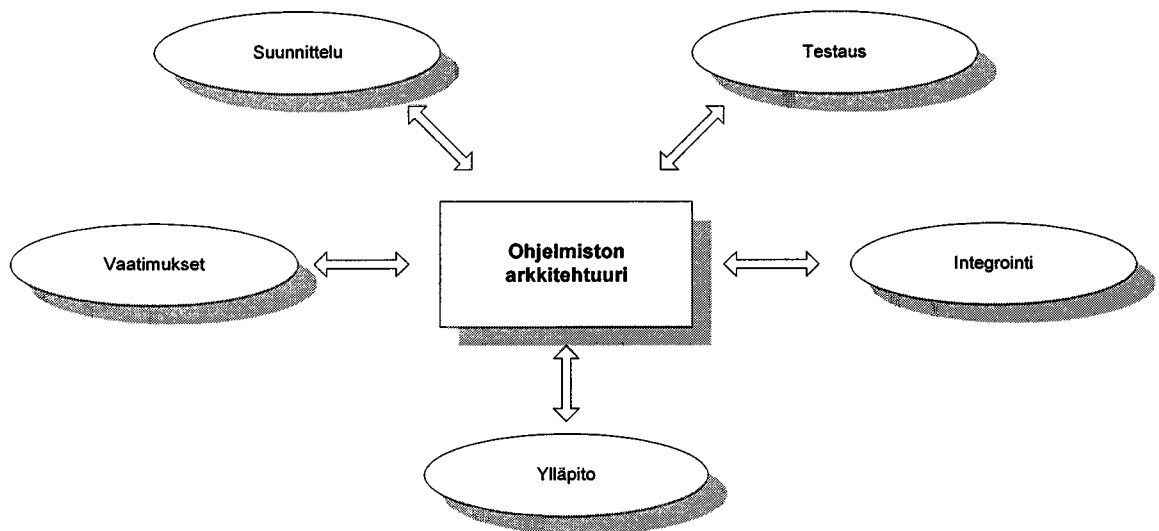 Suunnittelu
Testaus
Vaatimukset
Ohjelmiston
arkkitehtuuri
Integrointi
Ylläpito